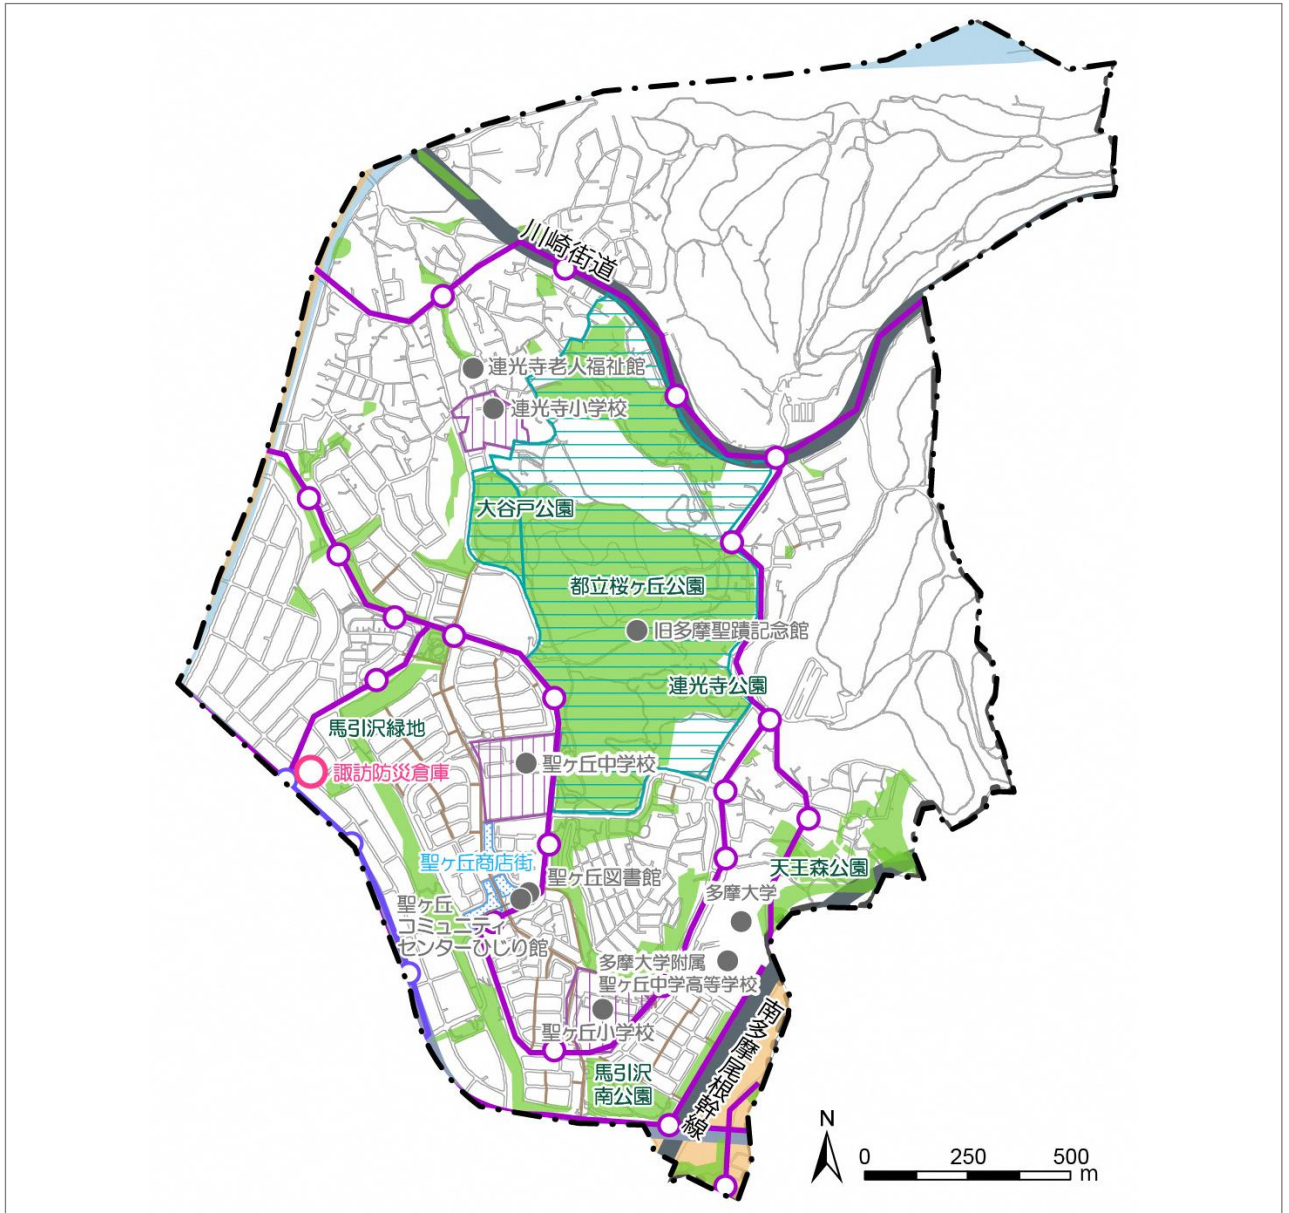 川崎街道
連光寺老人福祉館
連光寺小学校
大谷戸公園
都立桜ヶ丘公園
旧多摩聖蹟記念館
連光寺公園
馬引沢緑地
諏訪防災倉庫
聖ヶ丘中学校
聖ヶ丘商店街
聖ヶ丘図書館
天王森公園
多摩大学
聖ヶ丘
コミュニティ
センターひじり館
多摩大学附属
聖ヶ丘中学高等学校
聖ヶ丘小学校
南多摩尾根幹線
馬引沢
南公園
N
0 250 500
m